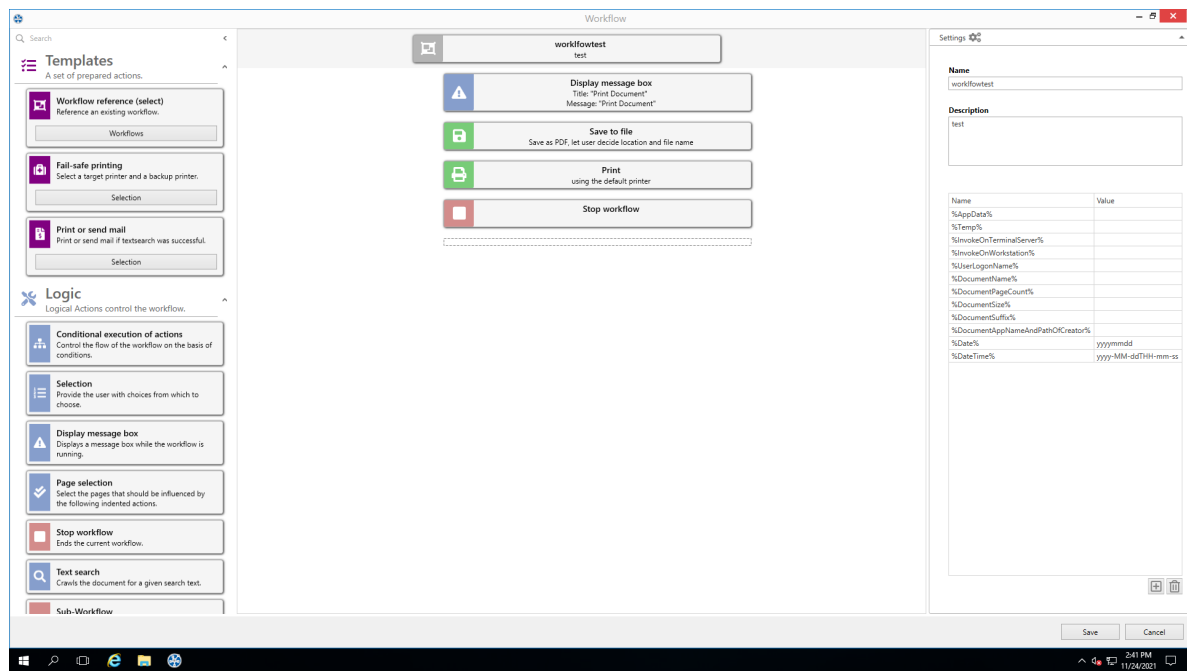 Workflow
Search
Templates
A set of prepared actions.
Workflow reference (select)
Reference an existing workflow.
Workflows
Fail-safe printing
Select a target printer and a backup printer.
Selection
Print or send mail
Print or send mail if textsearch was successful.
Selection
Logic
Logical Actions control the workflow.
Conditional execution of actions
Control the flow of the workflow on the basis of
conditions.
Selection
Provide the user with choices from which to
choose.
Display message box
Displays a message box while the workflow is
running.
Page selection
Select the pages that should be influenced by
the following indented actions.
Stop workflow
Ends the current workflow.
Text search
Crawls the document for a given search text.
Sub-Workflow
worklfowtest
test
Display message box
Title: "Print Document"
Message: "Print Document"
Save to file
Save as PDF, let user decide location and file name
Print
using the default printer
Stop workflow
Settings
Name
worklfowtest
Description
test
Name Value
%AppData%
%Temp%
%InvokeOnTerminalServer%
%InvokeOnWorkstation%
%UserLogonName%
%DocumentName%
%DocumentPageCount%
%DocumentSize%
%DocumentSuffix%
%DocumentAppNameAndPathOfCreator%
%Date% yyyymmdd
%DateTime% yyyy-MM-ddTHH-mm-ss
Save Cancel
2:41 PM
11/24/2021